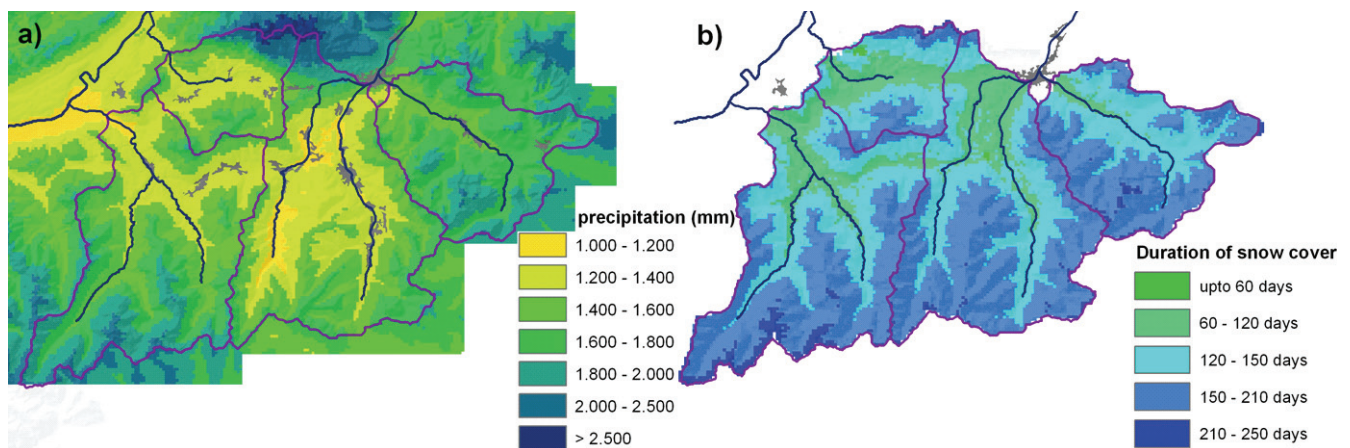 a)
precipitation (mm)
1.000 - 1.200
1.200 - 1.400
1.400 - 1.600
1.600 - 1.800
1.800 - 2.000
2.000 - 2.500
> 2.500
b)
Duration of snow cover
upto 60 days
60 - 120 days
120 - 150 days
150 - 210 days
210 - 250 days